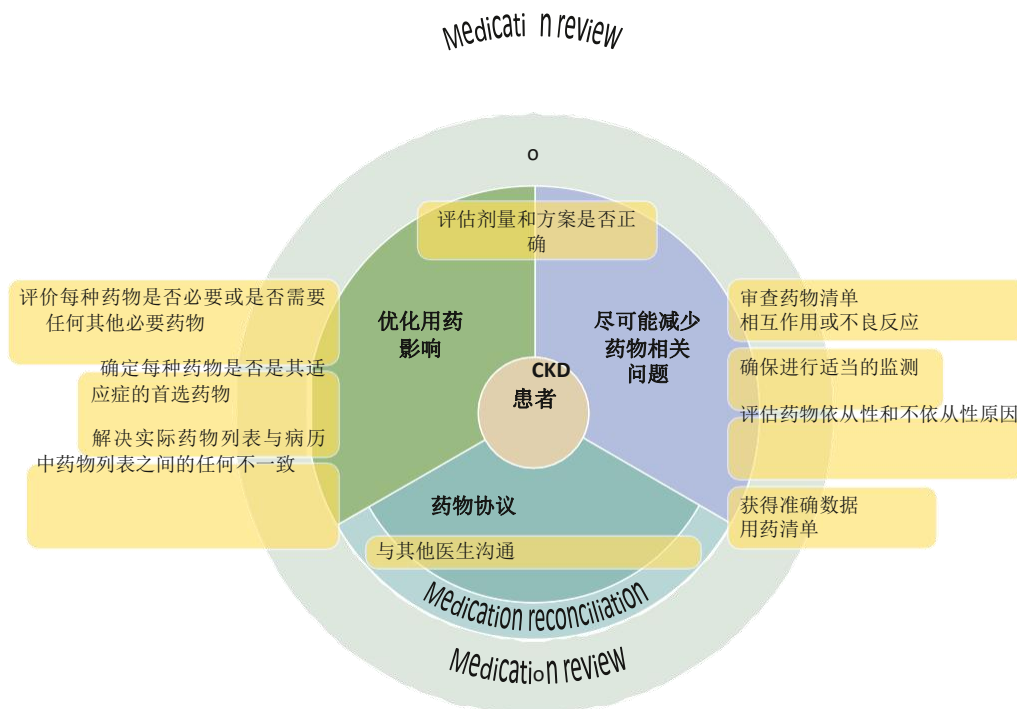 Medicati n review
o
评估剂量和方案是否正
确
评价每种药物是否必要或是否需要
任何其他必要药物
确定每种药物是否是其适
应症的首选药物
解决实际药物列表与病历
中药物列表之间的任何不一致
优化用药
影响
尽可能减少
药物相关
问题
CKD
患者
审查药物清单
相互作用或不良反应
确保进行适当的监测
评估药物依从性和不依从性原因
获得准确数据
用药清单
药物协议
与其他医生沟通
Medication reconciliation
Medication review